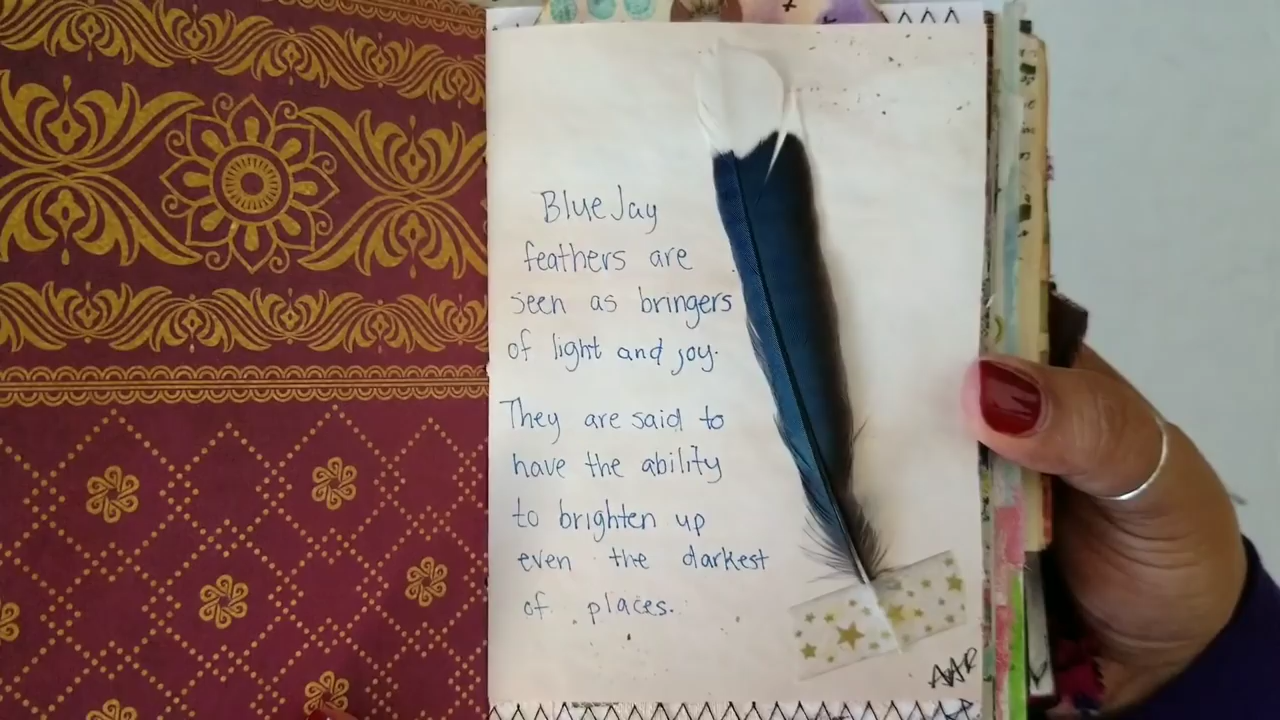 Blue Jay
feathers are
seen as bringers
of light and joy.
They are said to
have the ability
to brighten up
even the darkest
of places.
AAR